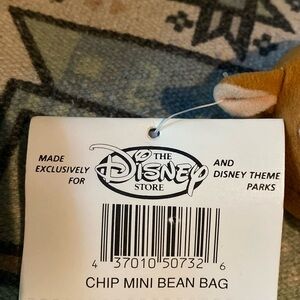 MADE
EXCLUSIVELY
FOR
THE
DISNEY
STORE
AND
DISNEY THEME
PARKS
4 37010 50732 6
CHIP MINI BEAN BAG